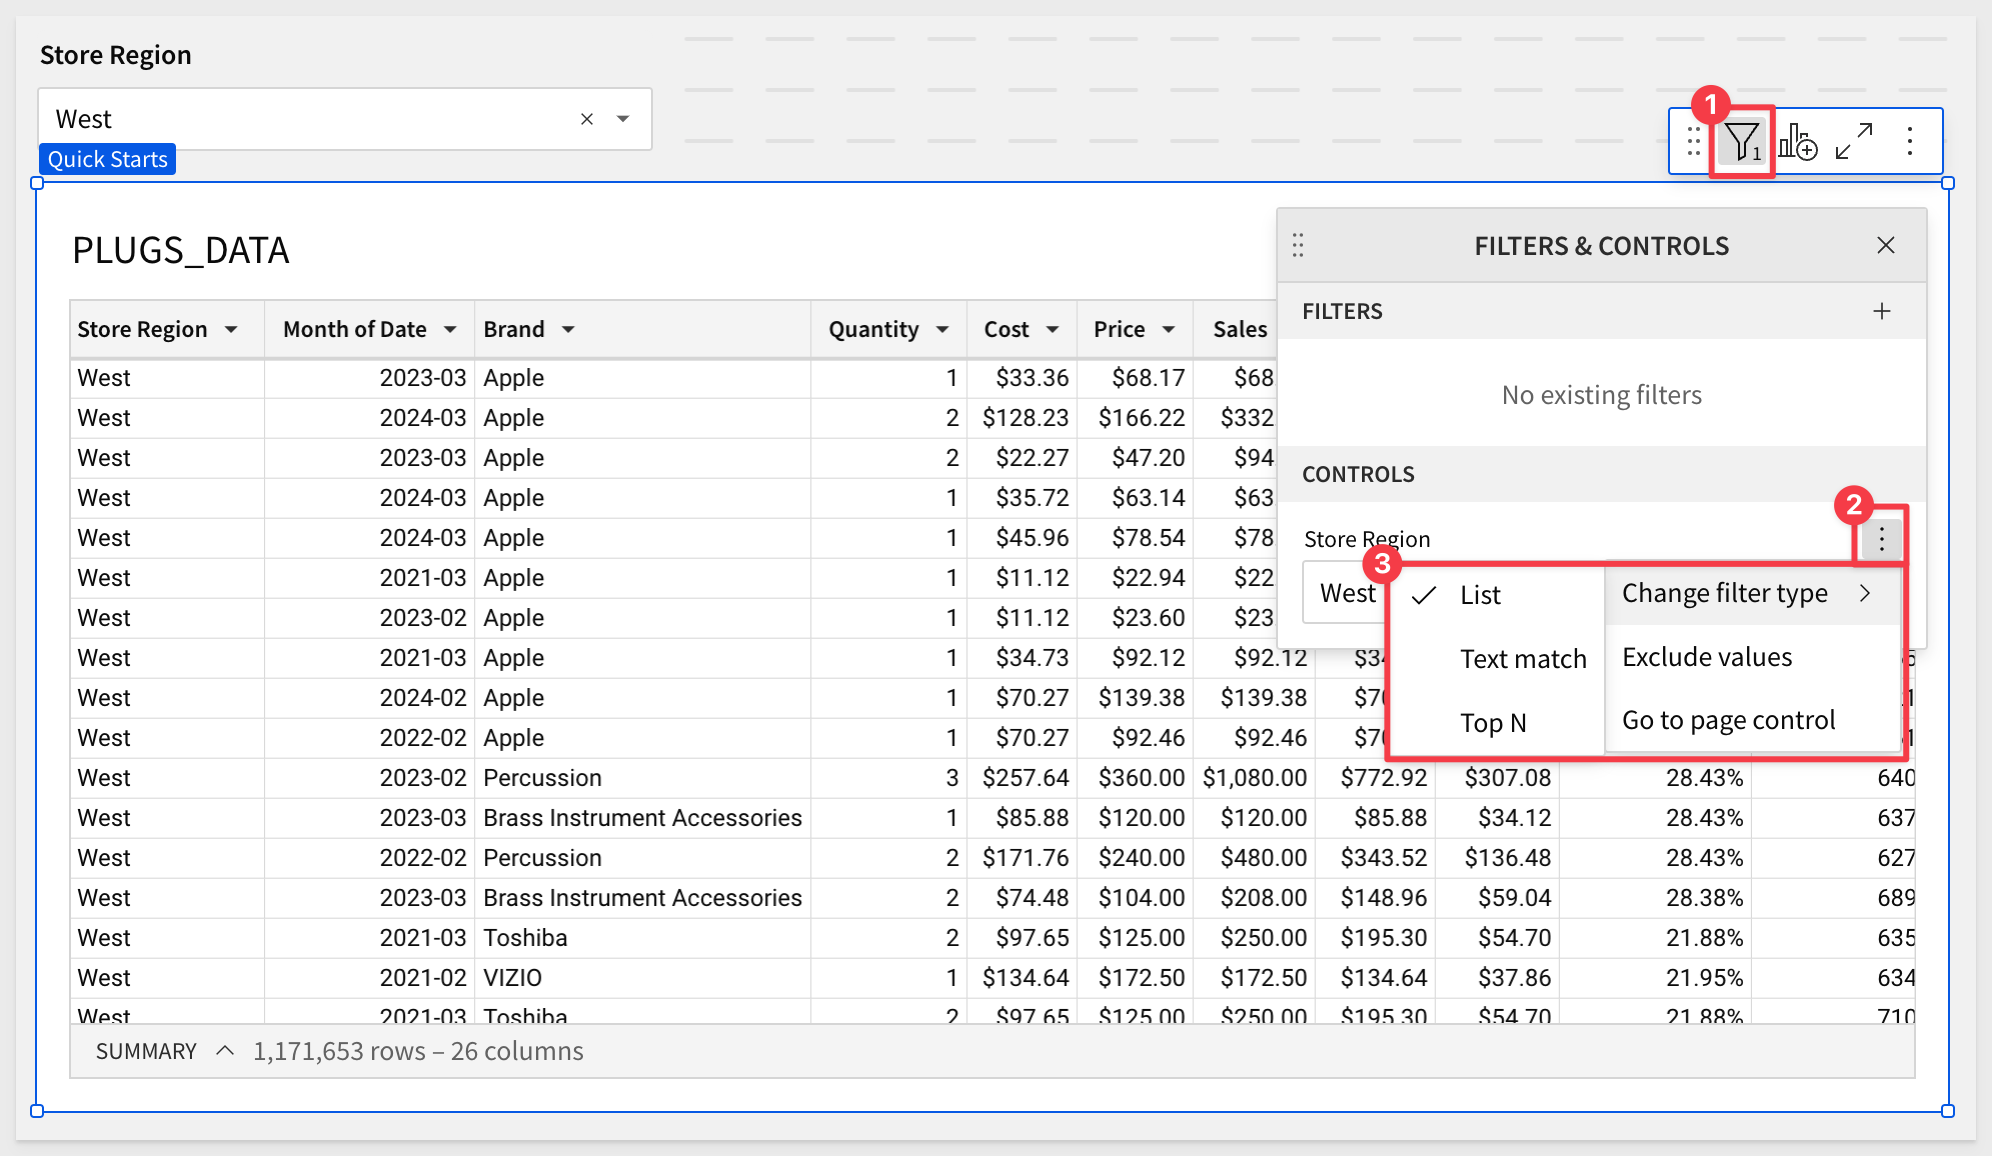 Store Region
West
Quick Starts
1
1
PLUGS_DATA
FILTERS & CONTROLS
FILTERS
No existing filters
CONTROLS
Store Region
2
3
West
List
Text match
Top N
Change filter type
Exclude values
Go to page control
Store Region Month of Date Brand Quantity Cost Price Sales
West 2023-03 Apple 1 $33.36 $68.17 $68.
West 2024-03 Apple 2 $128.23 $166.22 $332.
West 2023-03 Apple 2 $22.27 $47.20 $94.
West 2024-03 Apple 1 $35.72 $63.14 $63.
West 2024-03 Apple 1 $45.96 $78.54 $78.
West 2021-03 Apple 1 $11.12 $22.94 $22.
West 2023-02 Apple 1 $11.12 $23.60 $23.
West 2021-03 Apple 1 $34.73 $92.12 $92.12 $34
West 2024-02 Apple 1 $70.27 $139.38 $139.38 $70
West 2022-02 Apple 1 $70.27 $92.46 $92.46 $70
West 2023-02 Percussion 3 $257.64 $360.00 $1,080.00 $772.92 $307.08 28.43% 640
West 2023-03 Brass Instrument Accessories 1 $85.88 $120.00 $120.00 $85.88 $34.12 28.43% 637
West 2022-02 Percussion 2 $171.76 $240.00 $480.00 $343.52 $136.48 28.43% 627
West 2023-03 Brass Instrument Accessories 2 $74.48 $104.00 $208.00 $148.96 $59.04 28.38% 689
West 2021-03 Toshiba 2 $97.65 $125.00 $250.00 $195.30 $54.70 21.88% 635
West 2021-02 VIZIO 1 $134.64 $172.50 $172.50 $134.64 $37.86 21.95% 634
West 2021-03 Toshiba 2 $97.65 $125.00 $250.00 $195.30 $54.70 21.88% 710
SUMMARY 1,171,653 rows – 26 columns